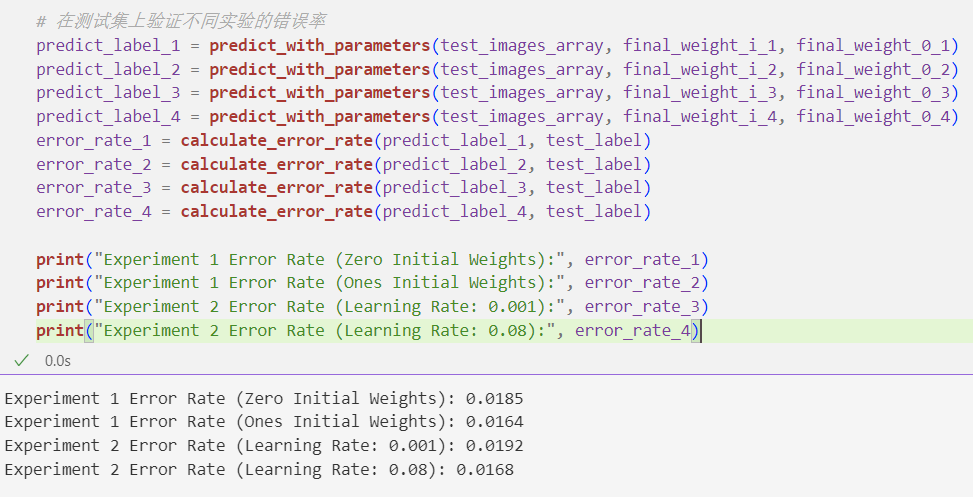 # 在测试集上验证不同实验的错误率
predict_label_1 = predict_with_parameters(test_images_array, final_weight_i_1, final_weight_0_1)
predict_label_2 = predict_with_parameters(test_images_array, final_weight_i_2, final_weight_0_2)
predict_label_3 = predict_with_parameters(test_images_array, final_weight_i_3, final_weight_0_3)
predict_label_4 = predict_with_parameters(test_images_array, final_weight_i_4, final_weight_0_4)
error_rate_1 = calculate_error_rate(predict_label_1, test_label)
error_rate_2 = calculate_error_rate(predict_label_2, test_label)
error_rate_3 = calculate_error_rate(predict_label_3, test_label)
error_rate_4 = calculate_error_rate(predict_label_4, test_label)
print("Experiment 1 Error Rate (Zero Initial Weights):", error_rate_1)
print("Experiment 1 Error Rate (Ones Initial Weights):", error_rate_2)
print("Experiment 2 Error Rate (Learning Rate: 0.001):", error_rate_3)
print("Experiment 2 Error Rate (Learning Rate: 0.08):", error_rate_4)
0.0s
Experiment 1 Error Rate (Zero Initial Weights): 0.0185
Experiment 1 Error Rate (Ones Initial Weights): 0.0164
Experiment 2 Error Rate (Learning Rate: 0.001): 0.0192
Experiment 2 Error Rate (Learning Rate: 0.08): 0.0168